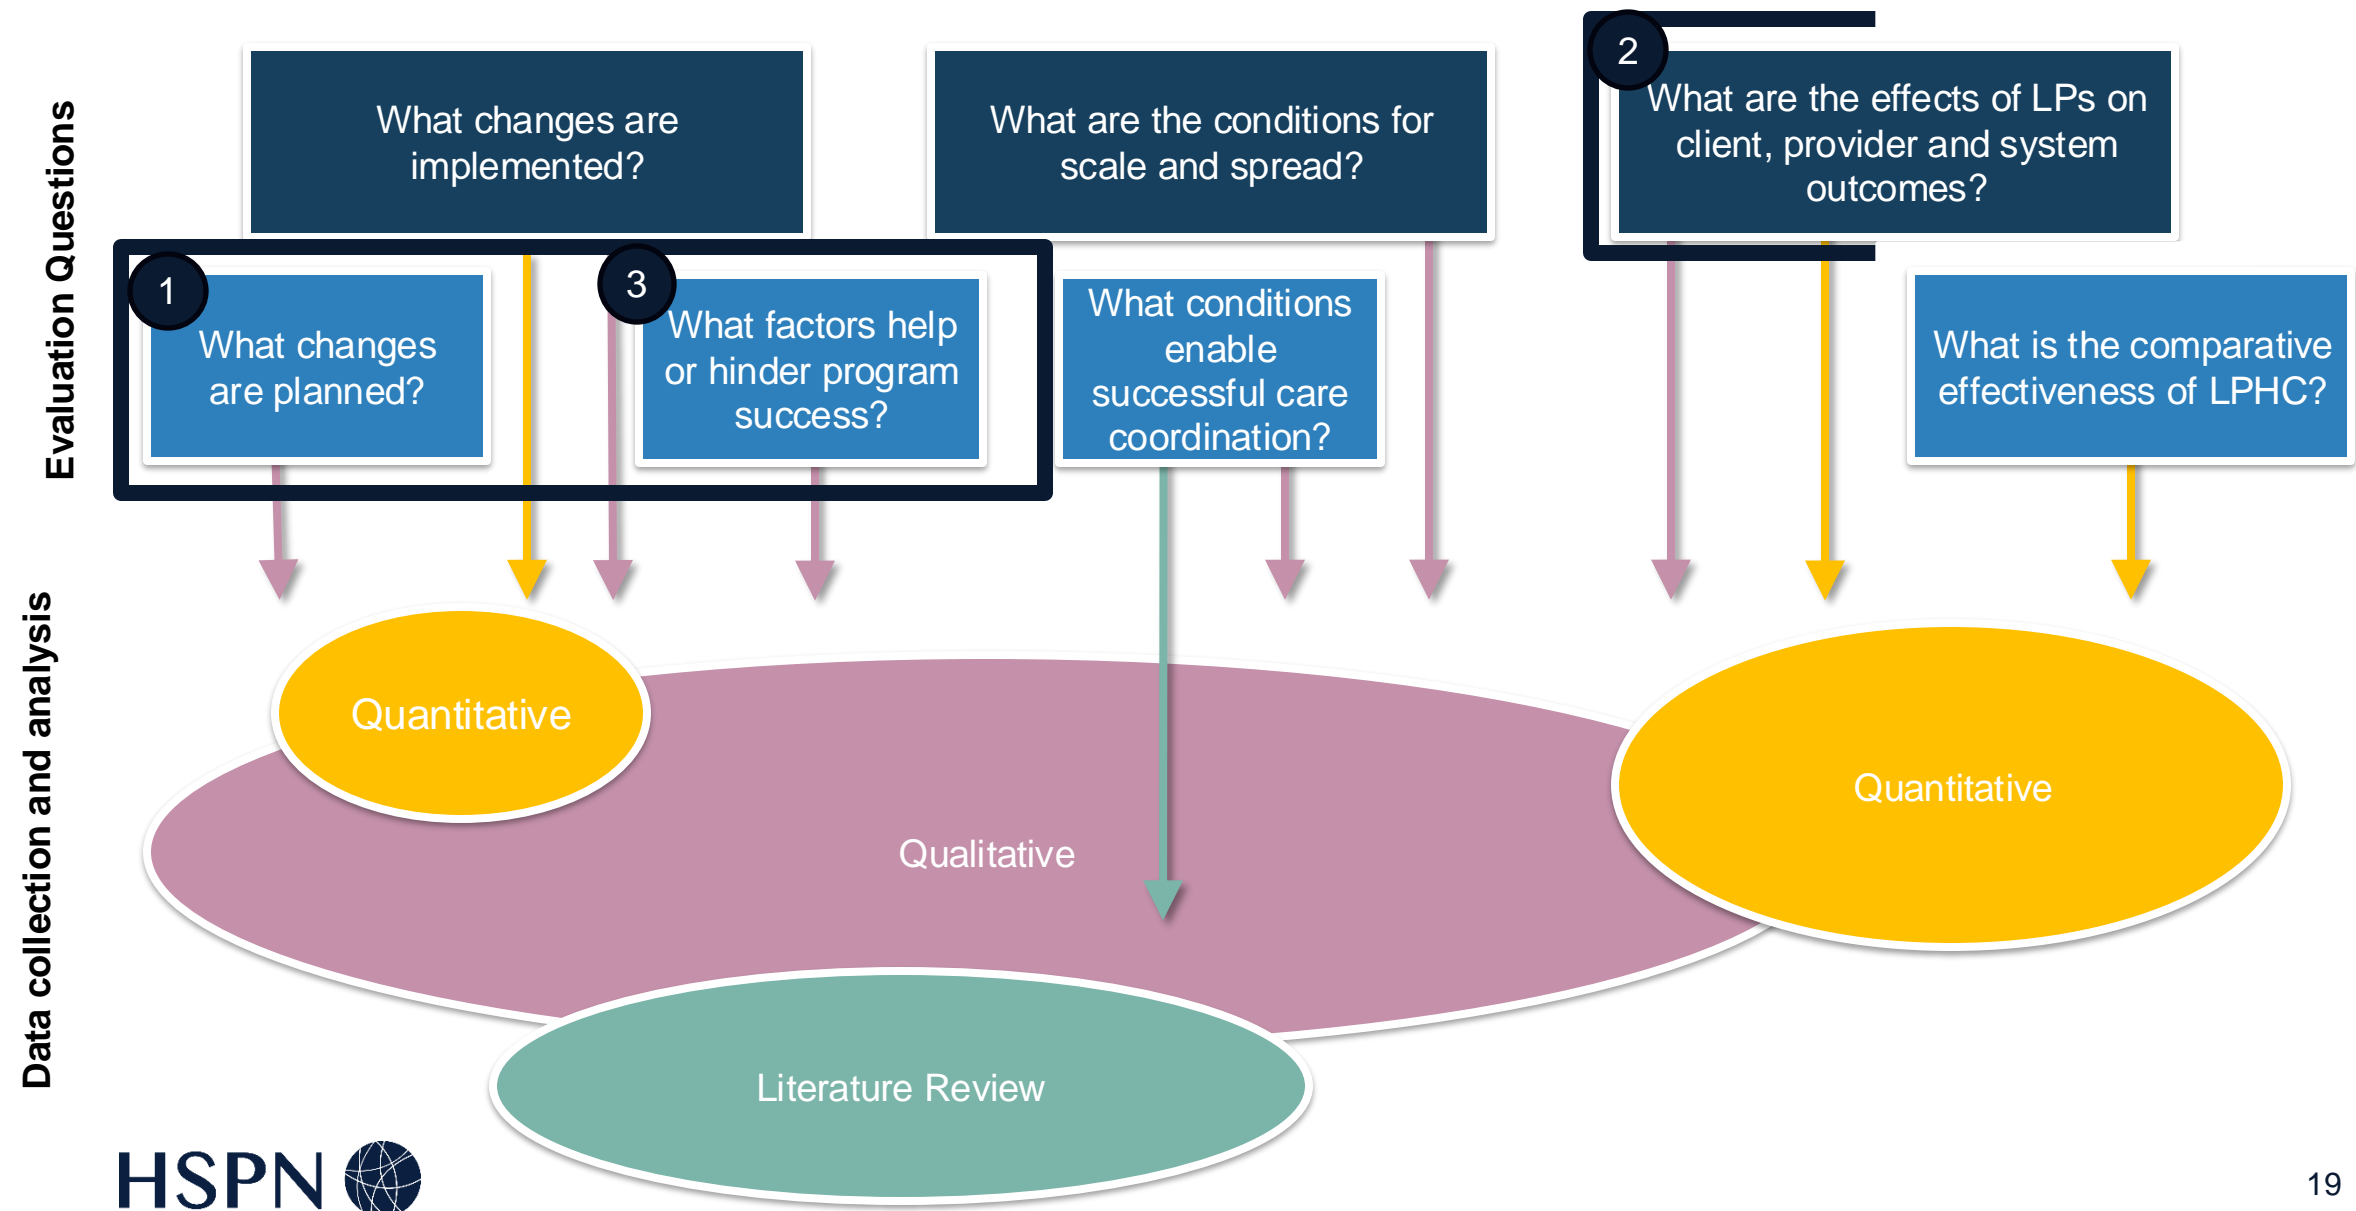 Evaluation Questions
What changes are
implemented?
What are the conditions for
scale and spread?
2
What are the effects of LPs on
client, provider and system
outcomes?
1
What changes
are planned?
3
What factors help
or hinder program
success?
What conditions
enable
successful care
coordination?
What is the comparative
effectiveness of LPHC?
Data collection and analysis
Quantitative
Qualitative
Quantitative
Literature Review
HSPN
19